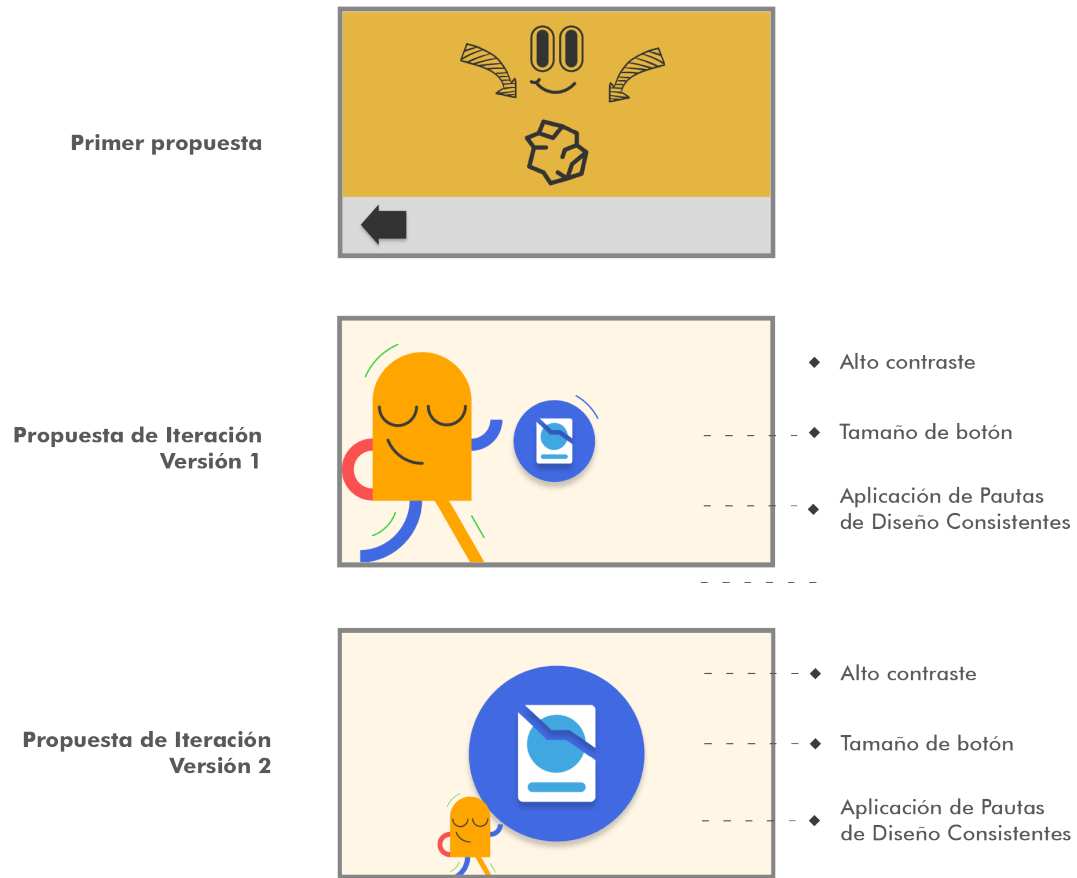 Primer propuesta
Propuesta de Iteración
Versión 1
Alto contraste
Tamaño de botón
Aplicación de Pautas
de Diseño Consistentes
Propuesta de Iteración
Versión 2
Alto contraste
Tamaño de botón
Aplicación de Pautas
de Diseño Consistentes